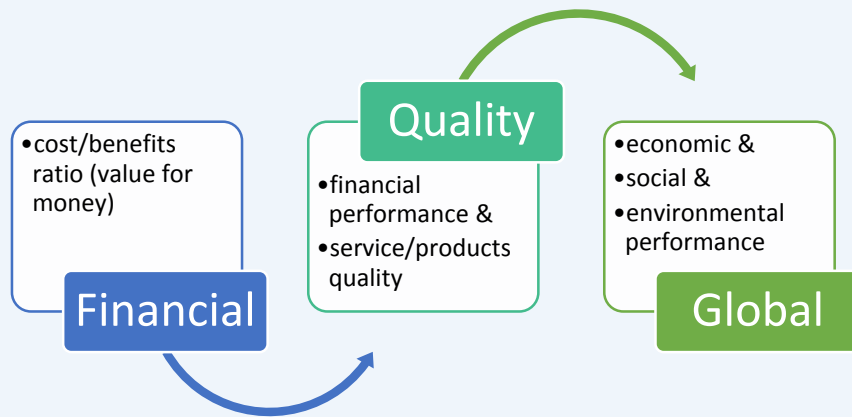 •cost/benefits
ratio (value for
money)
Financial
Quality
•financial
performance &
•service/products
quality
•economic &
•social &
•environmental
performance
Global